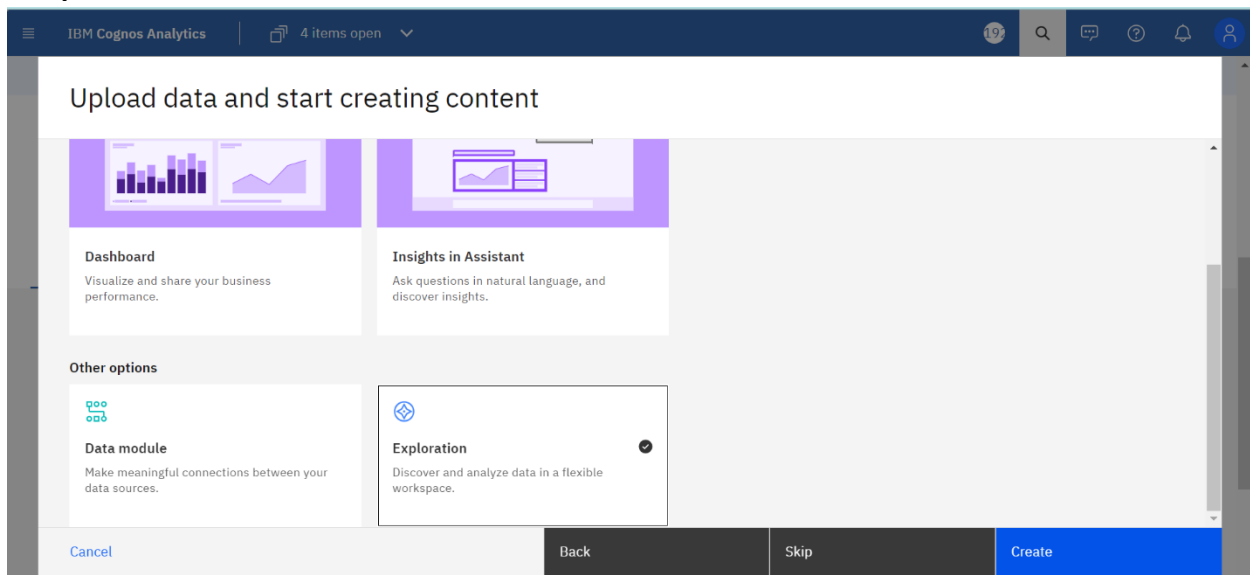 IBM Cognos Analytics
4 items open
192
Upload data and start creating content
Dashboard
Visualize and share your business
performance.
Insights in Assistant
Ask questions in natural language, and
discover insights.
Other options
Data module
Make meaningful connections between your
data sources.
Exploration
Discover and analyze data in a flexible
workspace.
Cancel
Back
Skip
Create